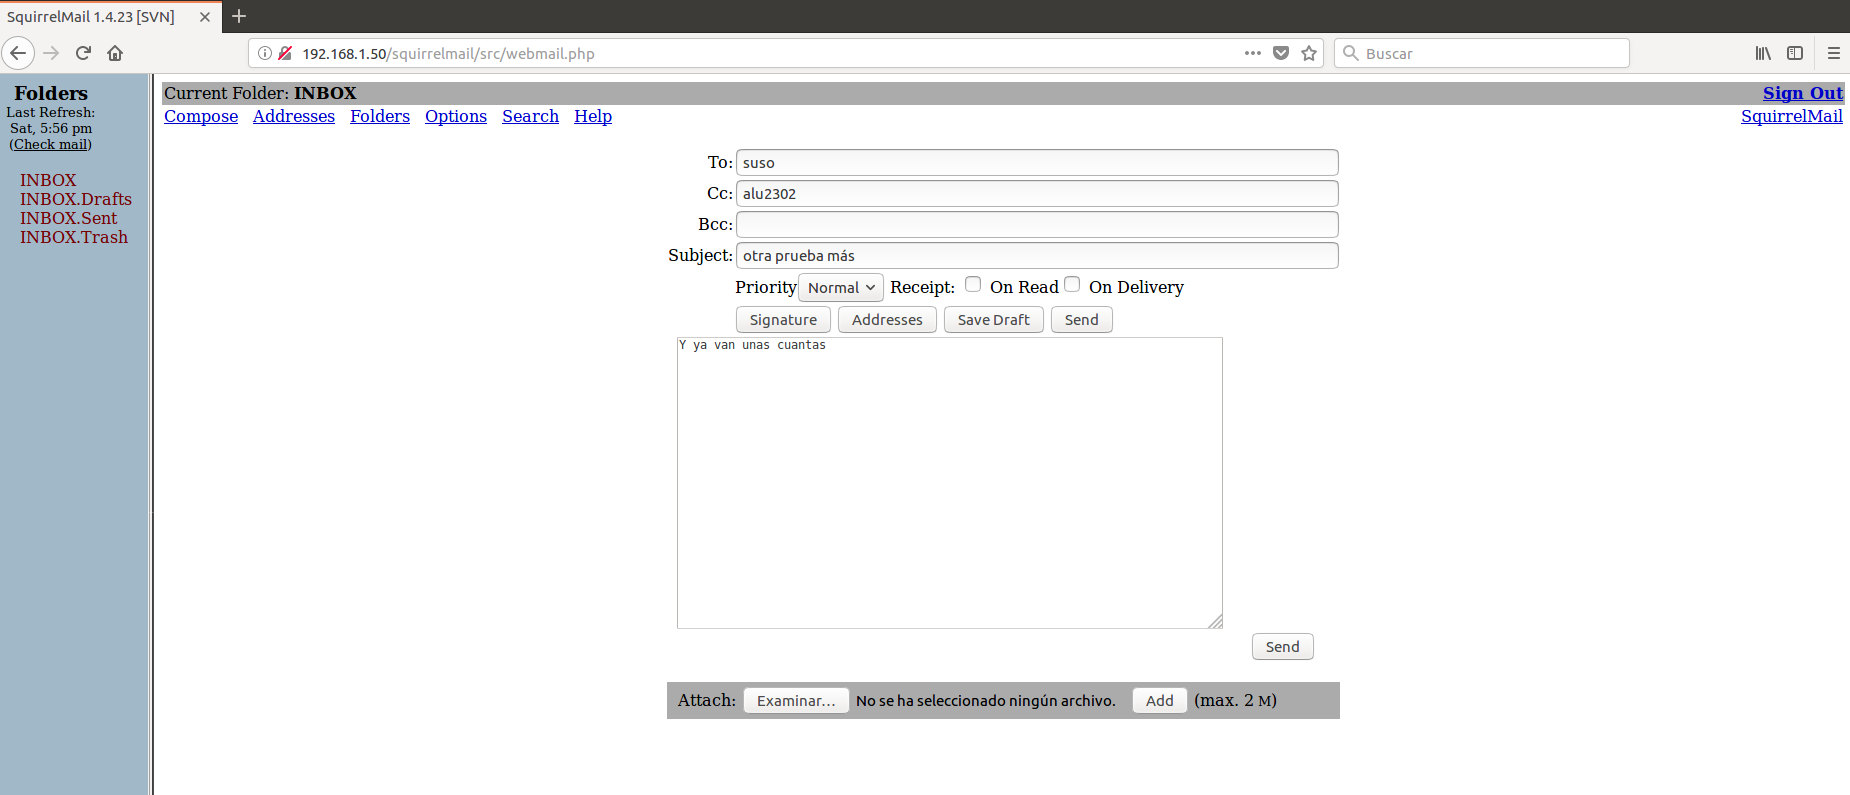 SquirrelMail 1.4.23 [SVN]
192.168.1.50/squirrelmail/src/webmail.php
Buscar
Folders
Last Refresh:
Sat, 5:56 pm
(Check mail)
INBOX
INBOX.Drafts
INBOX.Sent
INBOX.Trash
Current Folder: INBOX Sign Out
Compose Addresses Folders Options Search Help SquirrelMail
To: suso
Cc: alu2302
Bcc:
Subject: otra prueba más
Priority Normal Receipt: On Read On Delivery
Signature Addresses Save Draft Send
Y ya van unas cuantas
Send
Attach: Examinar... No se ha seleccionado ningún archivo. Add (max. 2 M)